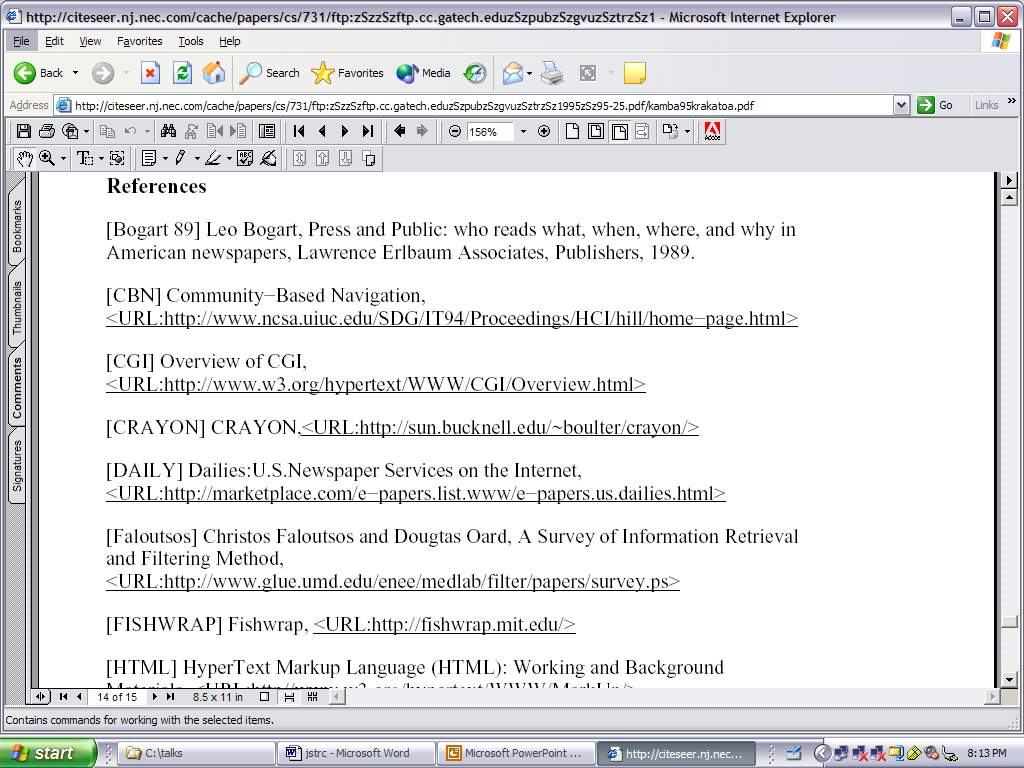 http://citeseer.nj.nec.com/cache/papers/cs/731/ftp:zSzzSzftp.cc.gatech.eduzSzpubzSzgvuzSztrzSz1 - Microsoft Internet Explorer
File Edit View Favorites Tools Help
Back Search Favorites Media
Address http://citeseer.nj.nec.com/cache/papers/cs/731/ftp:zSzzSzftp.cc.gatech.eduzSzpubzSzgvuzSztrzSz1995zSz95-25.pdf/kamba95krakatoa.pdf Go Links »
156% Adobe
Bookmarks
Thumbnails
Comments
Signatures
References
[Bogart 89] Leo Bogart, Press and Public: who reads what, when, where, and why in
American newspapers, Lawrence Erlbaum Associates, Publishers, 1989.
[CBN] Community−Based Navigation,
<URL:http://www.ncsa.uiuc.edu/SDG/IT94/Proceedings/HCI/hill/home−page.html>
[CGI] Overview of CGI,
<URL:http://www.w3.org/hypertext/WWW/CGI/Overview.html>
[CRAYON] CRAYON,<URL:http://sun.bucknell.edu/~boulter/crayon/>
[DAILY] Dailies:U.S.Newspaper Services on the Internet,
<URL:http://marketplace.com/e−papers.list.www/e−papers.us.dailies.html>
[Faloutsos] Christos Faloutsos and Dougtas Oard, A Survey of Information Retrieval
and Filtering Method,
<URL:http://www.glue.umd.edu/enee/medlab/filter/papers/survey.ps>
[FISHWRAP] Fishwrap, <URL:http://fishwrap.mit.edu/>
[HTML] HyperText Markup Language (HTML): Working and Background
Materials, <URL:http://www.w3.org/hypertext/WWW/MarkUp/>
14 of 15 8.5 x 11 in
Contains commands for working with the selected items.
start C:\talks jstrc - Microsoft Word Microsoft PowerPoint ... http://citeseer.nj.nec... 8:13 PM